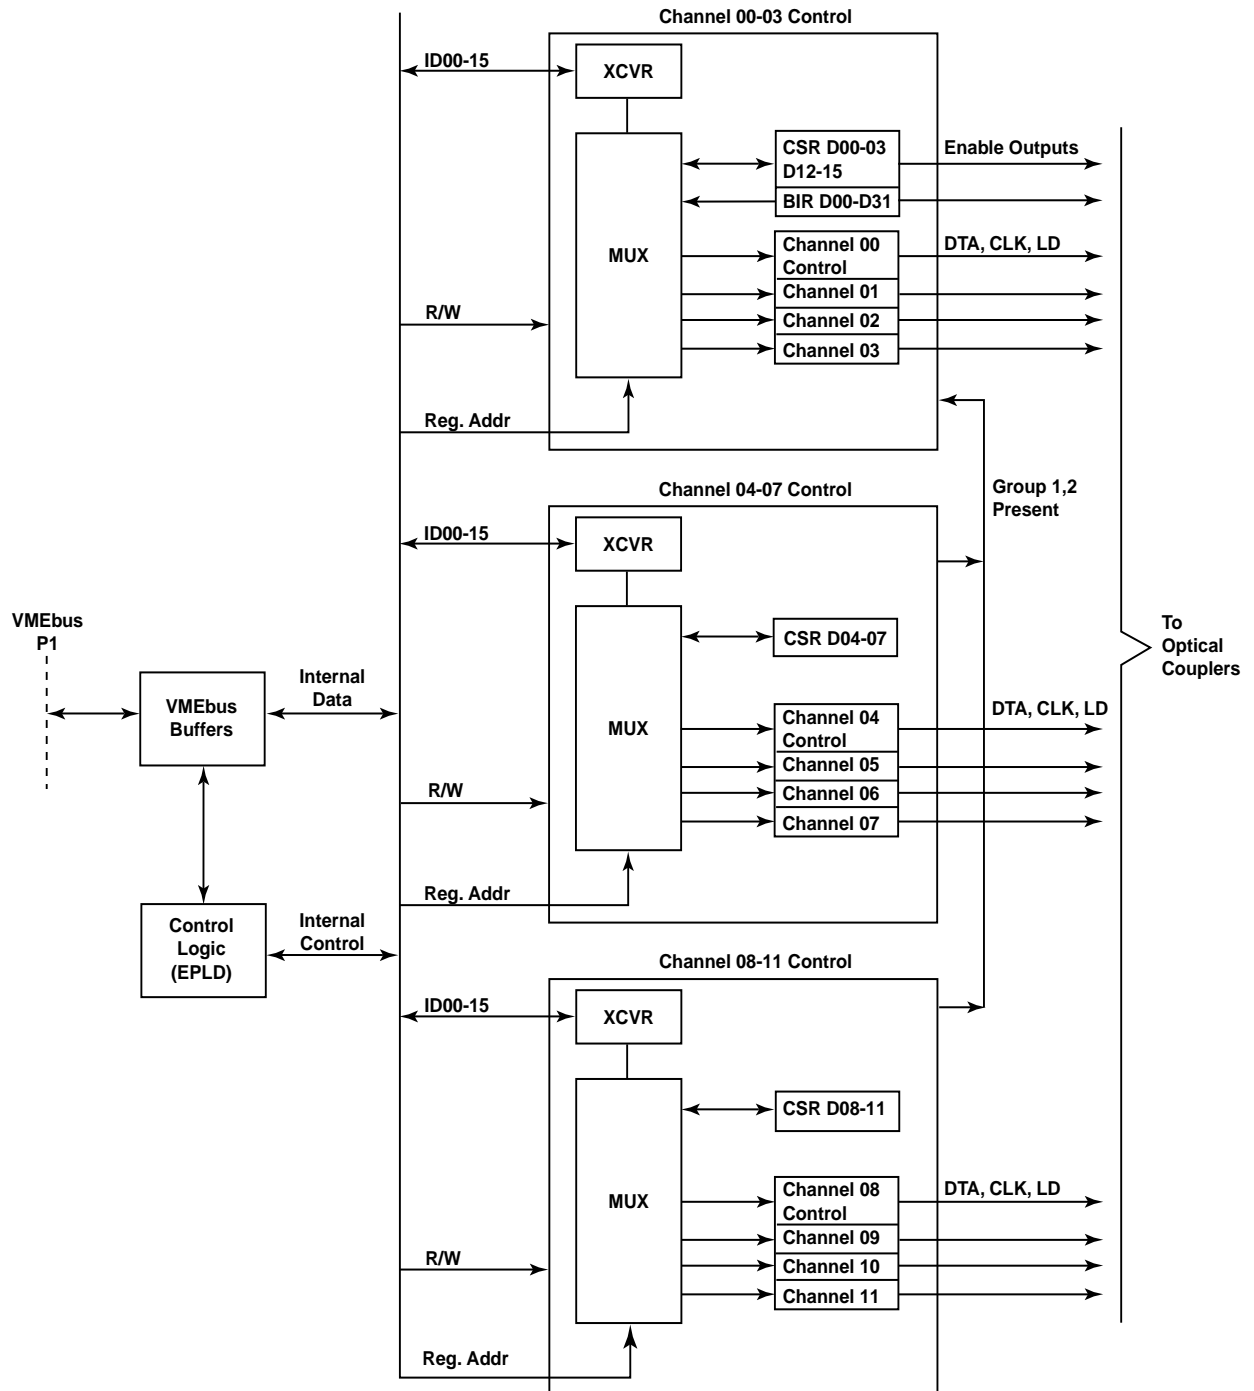 Channel 00-03 Control
ID00-15
XCVR
CSR D00-03
D12-15
Enable Outputs
BIR D00-D31
MUX
Channel 00
Control
DTA, CLK, LD
Channel 01
R/W
Channel 02
Channel 03
Reg. Addr
Group 1,2
Present
Channel 04-07 Control
ID00-15
XCVR
VMEbus
P1
CSR D04-07
To
Optical
Couplers
Internal
Data
VMEbus
Buffers
MUX
Channel 04
Control
DTA, CLK, LD
Channel 05
R/W
Channel 06
Channel 07
Reg. Addr
Control
Logic
(EPLD)
Internal
Control
Channel 08-11 Control
ID00-15
XCVR
CSR D08-11
MUX
Channel 08
Control
DTA, CLK, LD
Channel 09
R/W
Channel 10
Channel 11
Reg. Addr